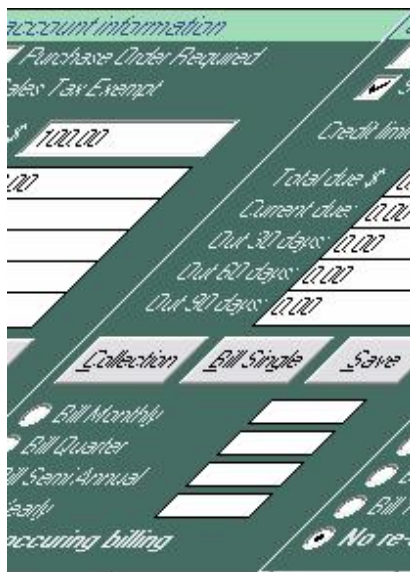 account information
Purchase Order Required
Sales Tax Exempt
$ 100.00
Credit limi
.00
Total due $
Current due: 0.00
Out 30 days: 0.00
Out 60 days: 0.00
Out 90 days: 0.00
Collection Bill Single Save
Bill Monthly
Bill Quarter
Bill Semi Annual
Yearly
Bill
occuring billing
No re-